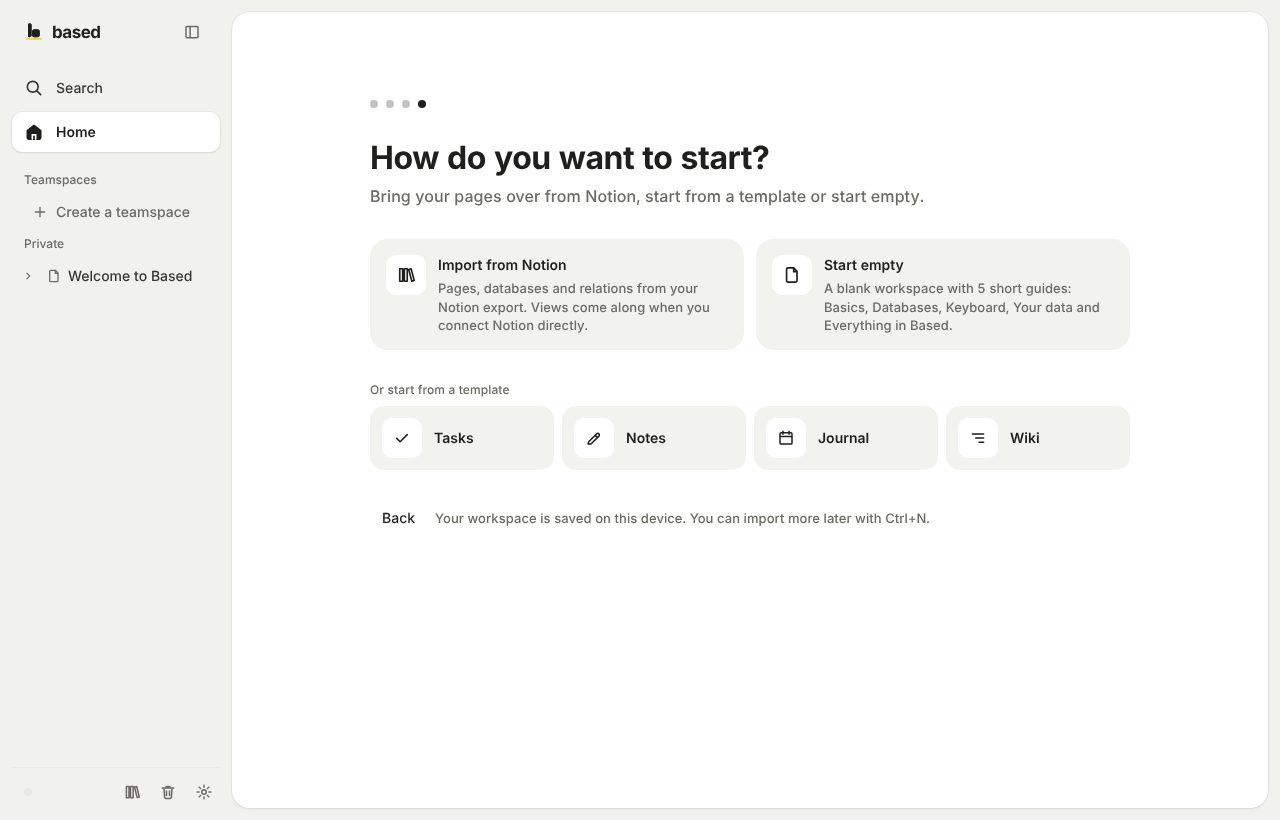 based
Search
Home
Teamspaces
Create a teamspace
Private
Welcome to Based
How do you want to start?
Bring your pages over from Notion, start from a template or start empty.
Import from Notion
Pages, databases and relations from your
Notion export. Views come along when you
connect Notion directly.
Start empty
A blank workspace with 5 short guides:
Basics, Databases, Keyboard, Your data and
Everything in Based.
Or start from a template
Tasks
Notes
Journal
Wiki
Back
Your workspace is saved on this device. You can import more later with Ctrl+N.